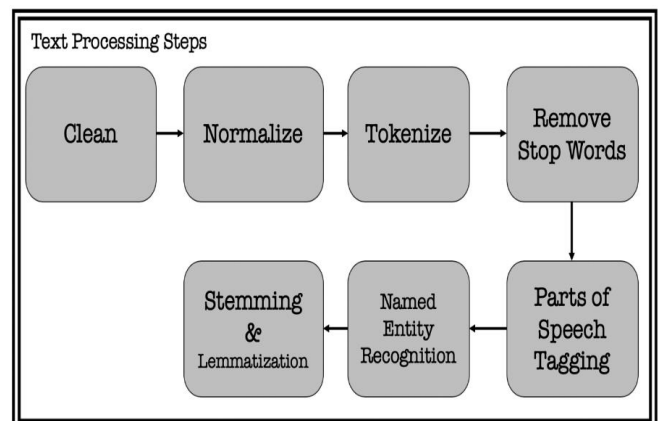 Text Processing Steps
Clean
Normalize
Tokenize
Remove
Stop Words
Parts of
Speech
Tagging
Named
Entity
Recognition
Stemming
&
Lemmatization